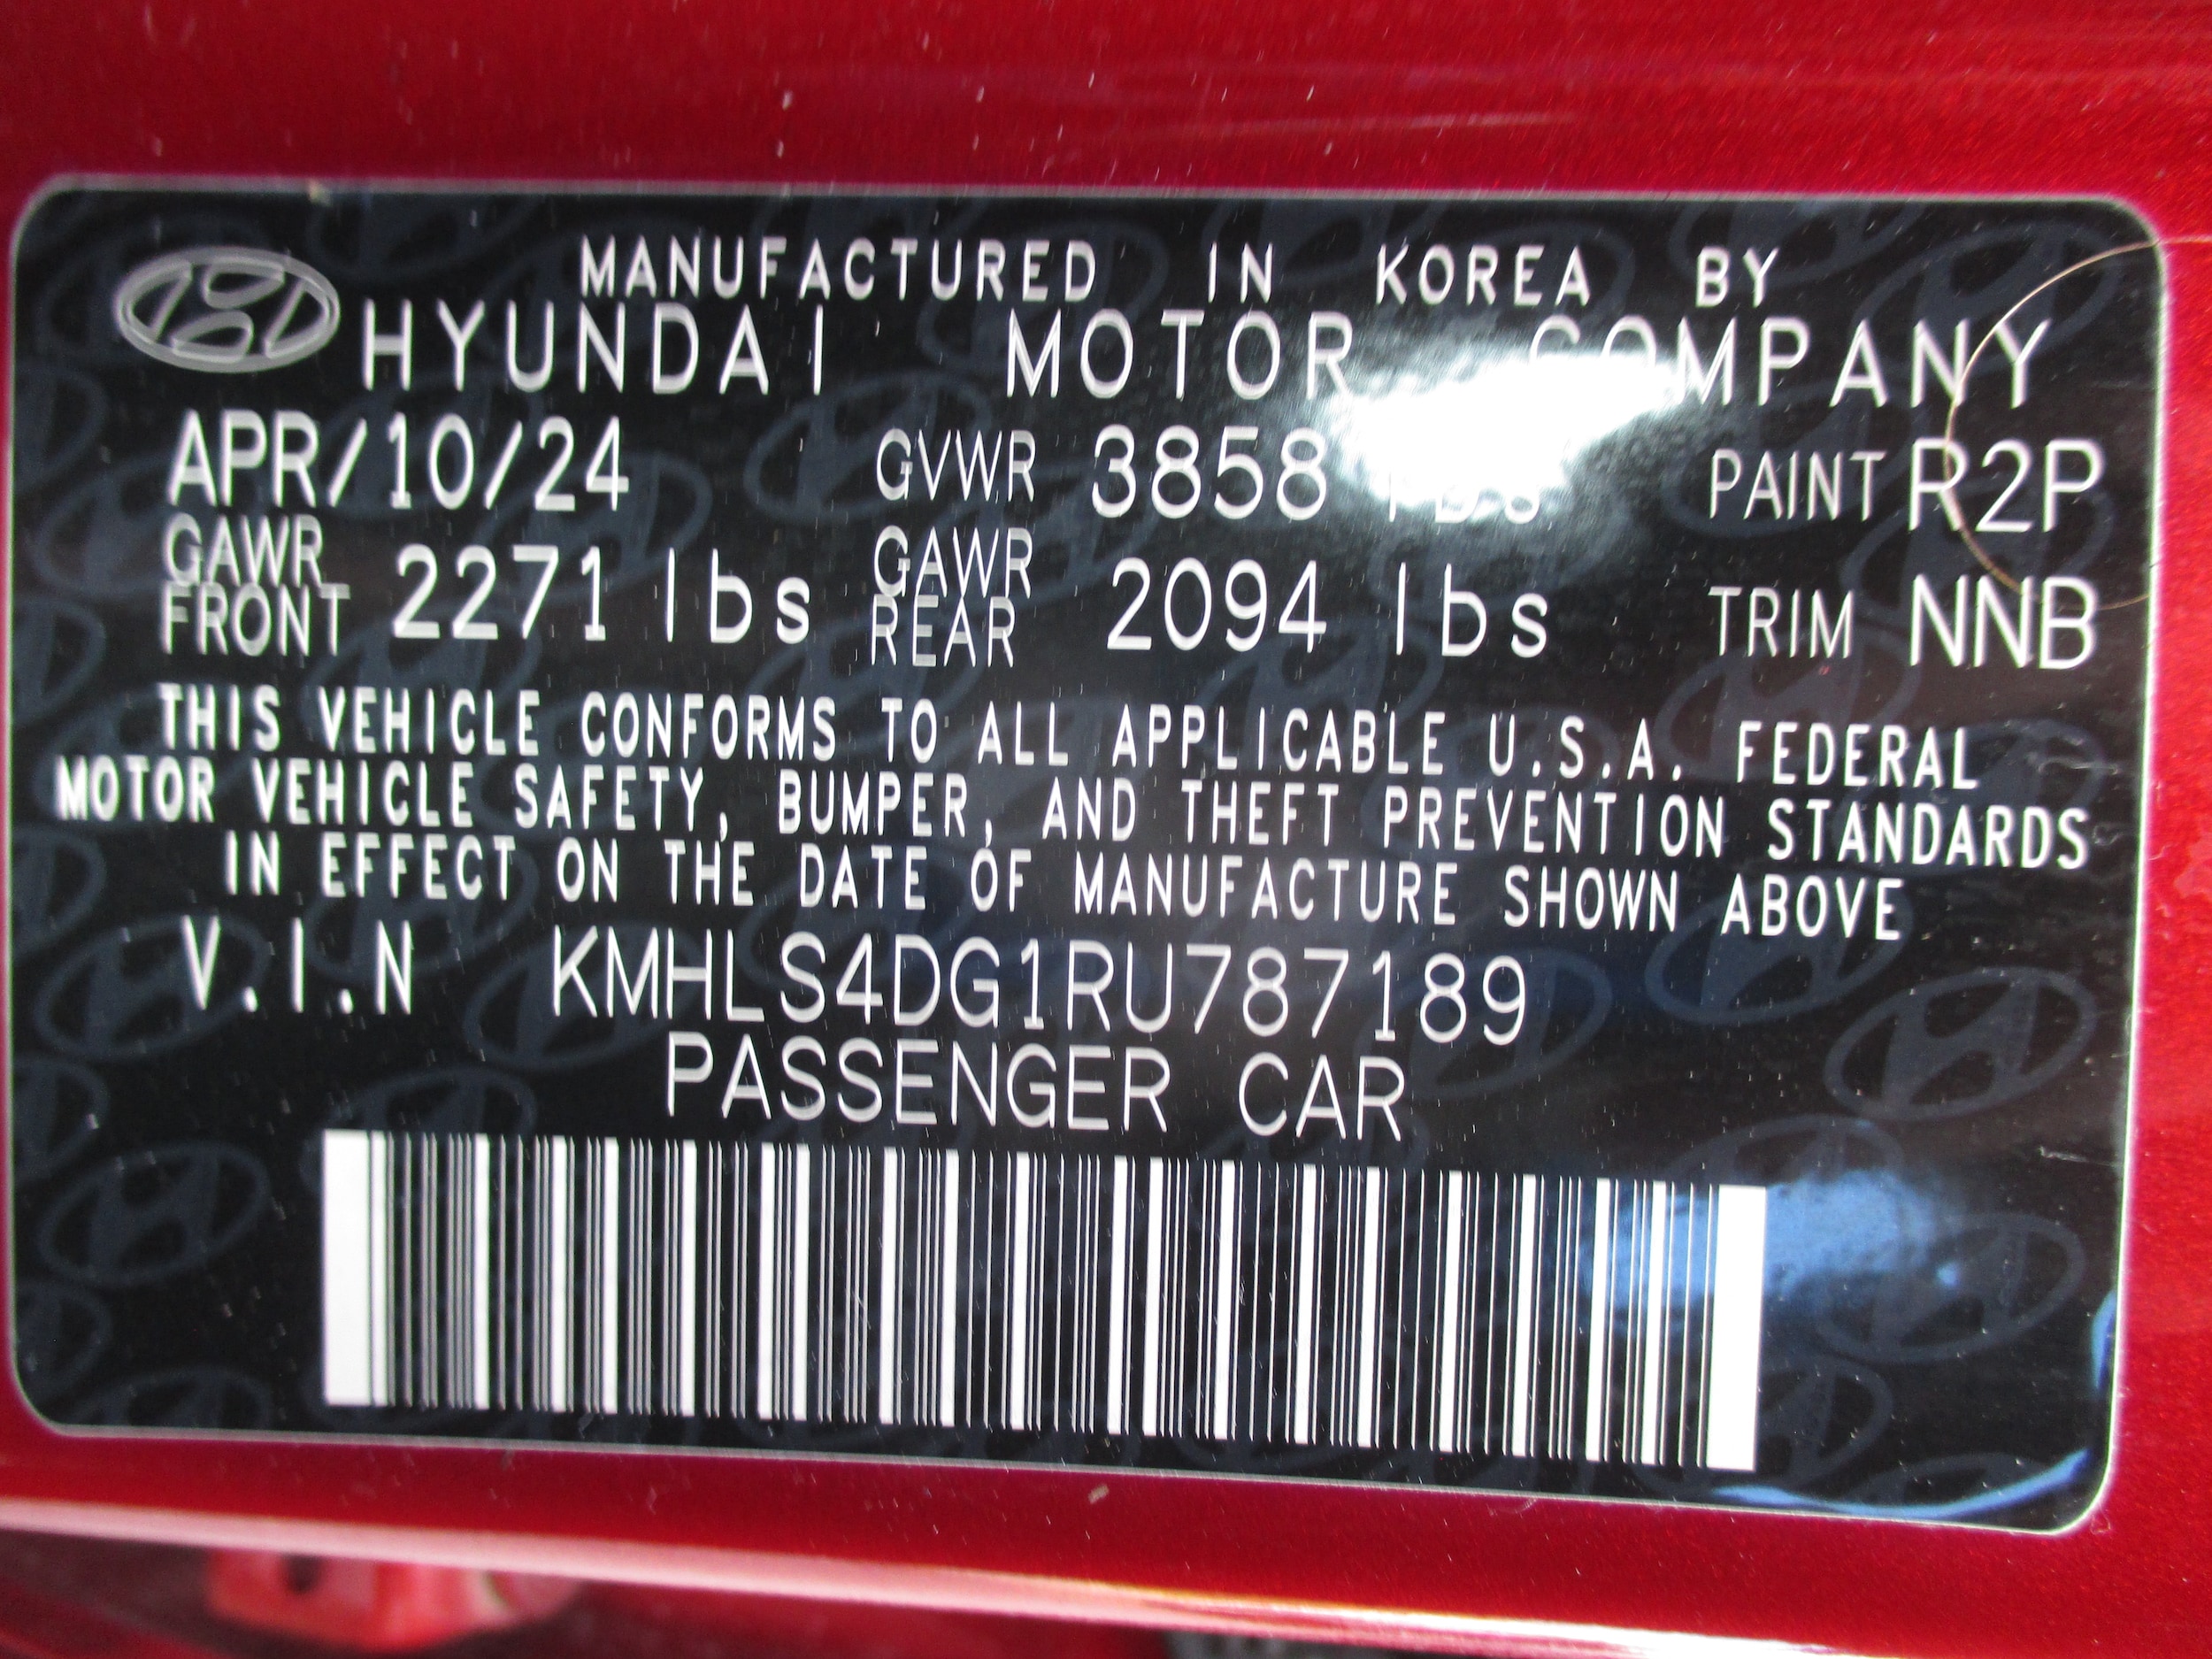 MANUFACTURED IN KOREA BY
HYUNDAI MOTOR COMPANY
APR/10/24 GVWR 3858 lbs PAINT R2P
GAWR FRONT 2271 lbs GAWR REAR 2094 lbs TRIM NNB
THIS VEHICLE CONFORMS TO ALL APPLICABLE U.S.A. FEDERAL
MOTOR VEHICLE SAFETY, BUMPER, AND THEFT PREVENTION STANDARDS
IN EFFECT ON THE DATE OF MANUFACTURE SHOWN ABOVE
V.I.N KMHLS4DG1RU787189
PASSENGER CAR